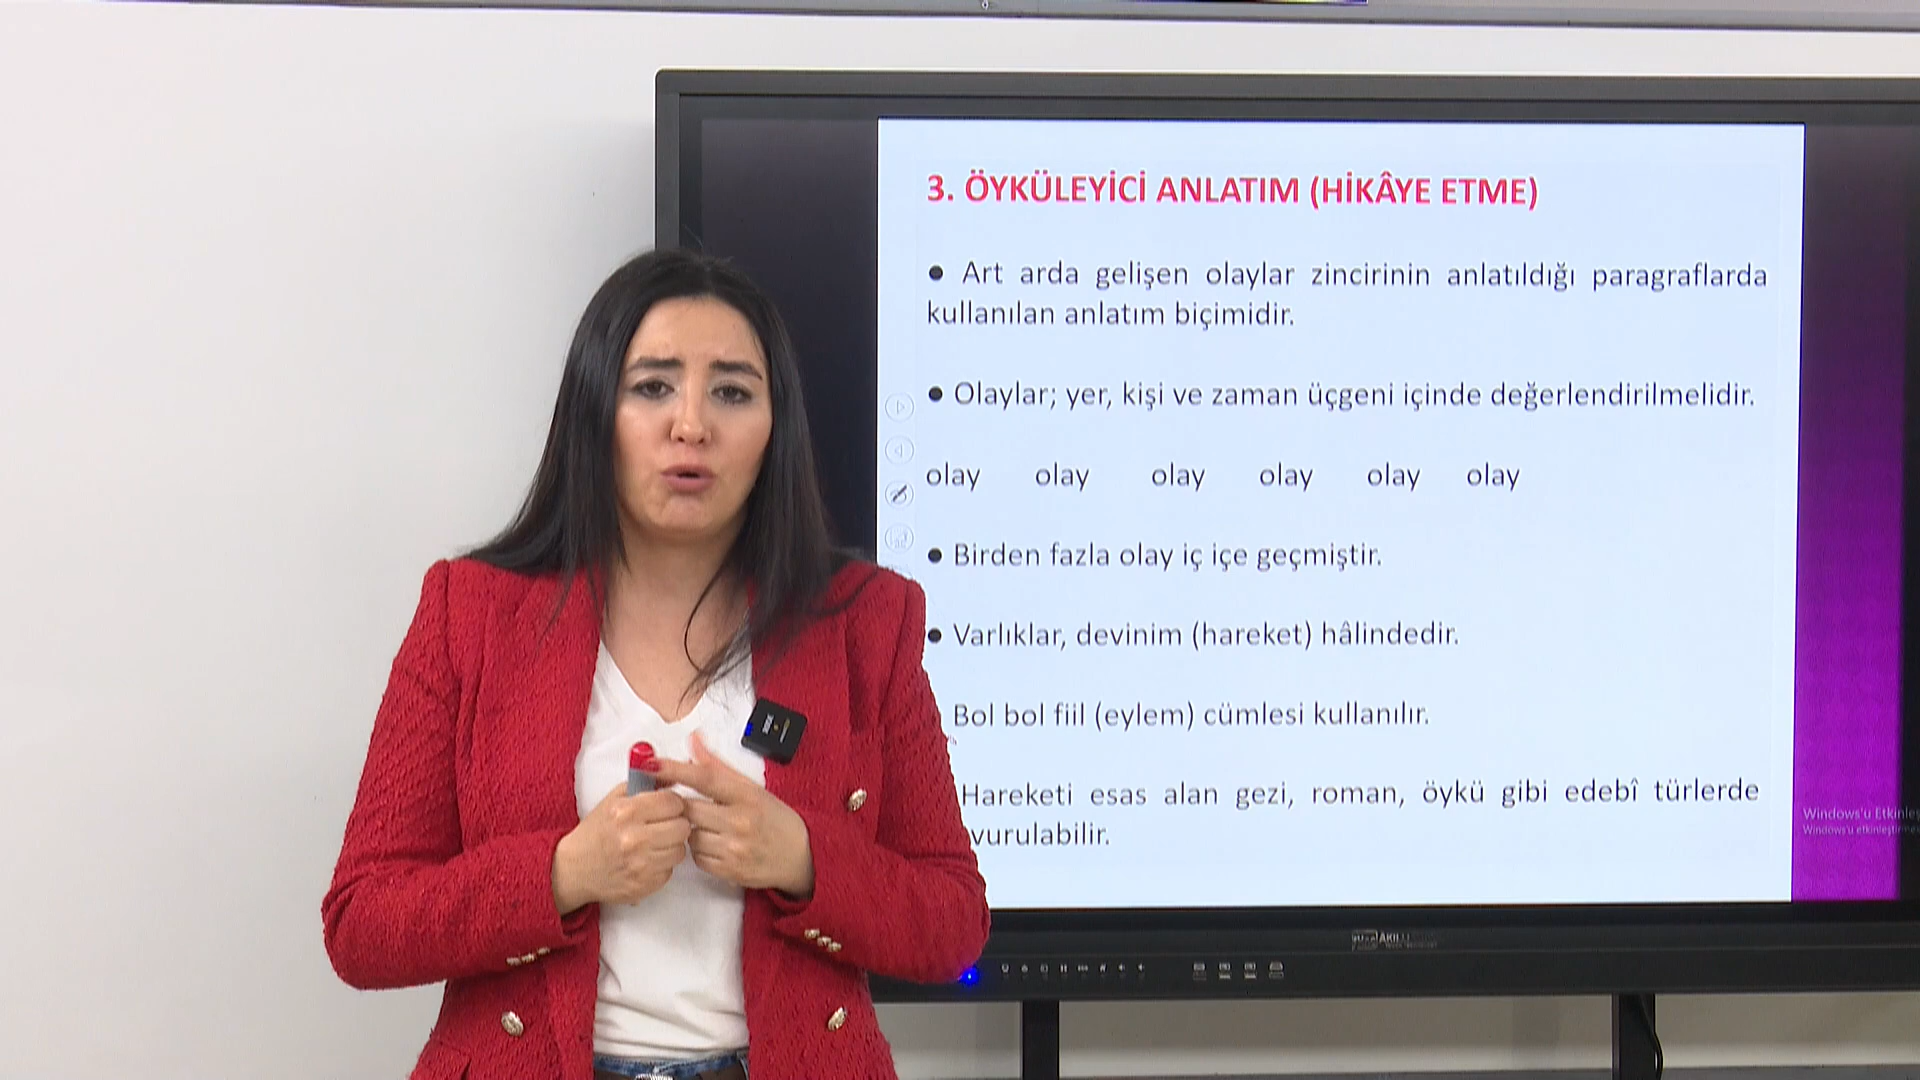 3. ÖYKÜLEYİCİ ANLATIM (HİKÂYE ETME)
● Art arda gelişen olaylar zincirinin anlatıldığı paragraflarda
kullanılan anlatım biçimidir.
● Olaylar; yer, kişi ve zaman üçgeni içinde değerlendirilmelidir.
olay olay olay olay olay olay
● Birden fazla olay iç içe geçmiştir.
● Varlıklar, devinim (hareket) hâlindedir.
Bol bol fiil (eylem) cümlesi kullanılır.
Hareketi esas alan gezi, roman, öykü gibi edebî türlerde
vurulabilir.
Windows'u Etkinleş
Windows'u etkinleştirme